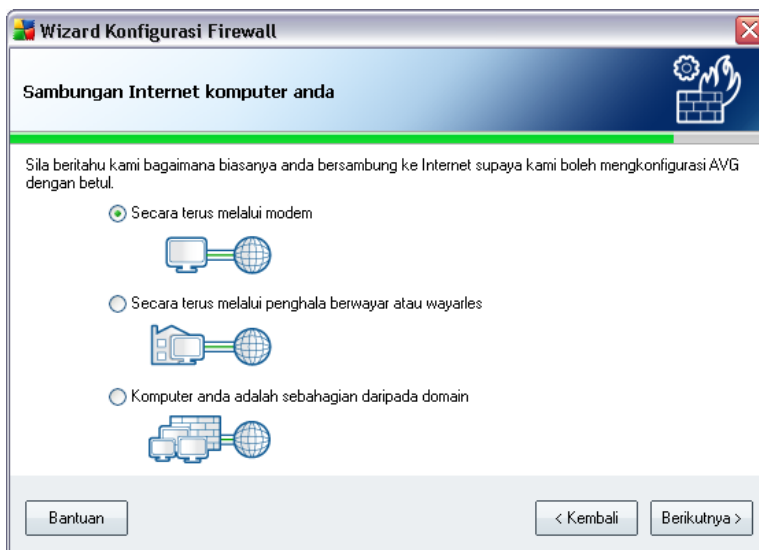 Wizard Konfigurasi Firewall
Sambungan Internet komputer anda
Sila beritahu kami bagaimana biasanya anda bersambung ke Internet supaya kami boleh mengkonfigurasi AVG
dengan betul.
Secara terus melalui modem
Secara terus melalui penghala berwayar atau wayarles
Komputer anda adalah sebahagian daripada domain
Bantuan
< Kembali
Berikutnya >